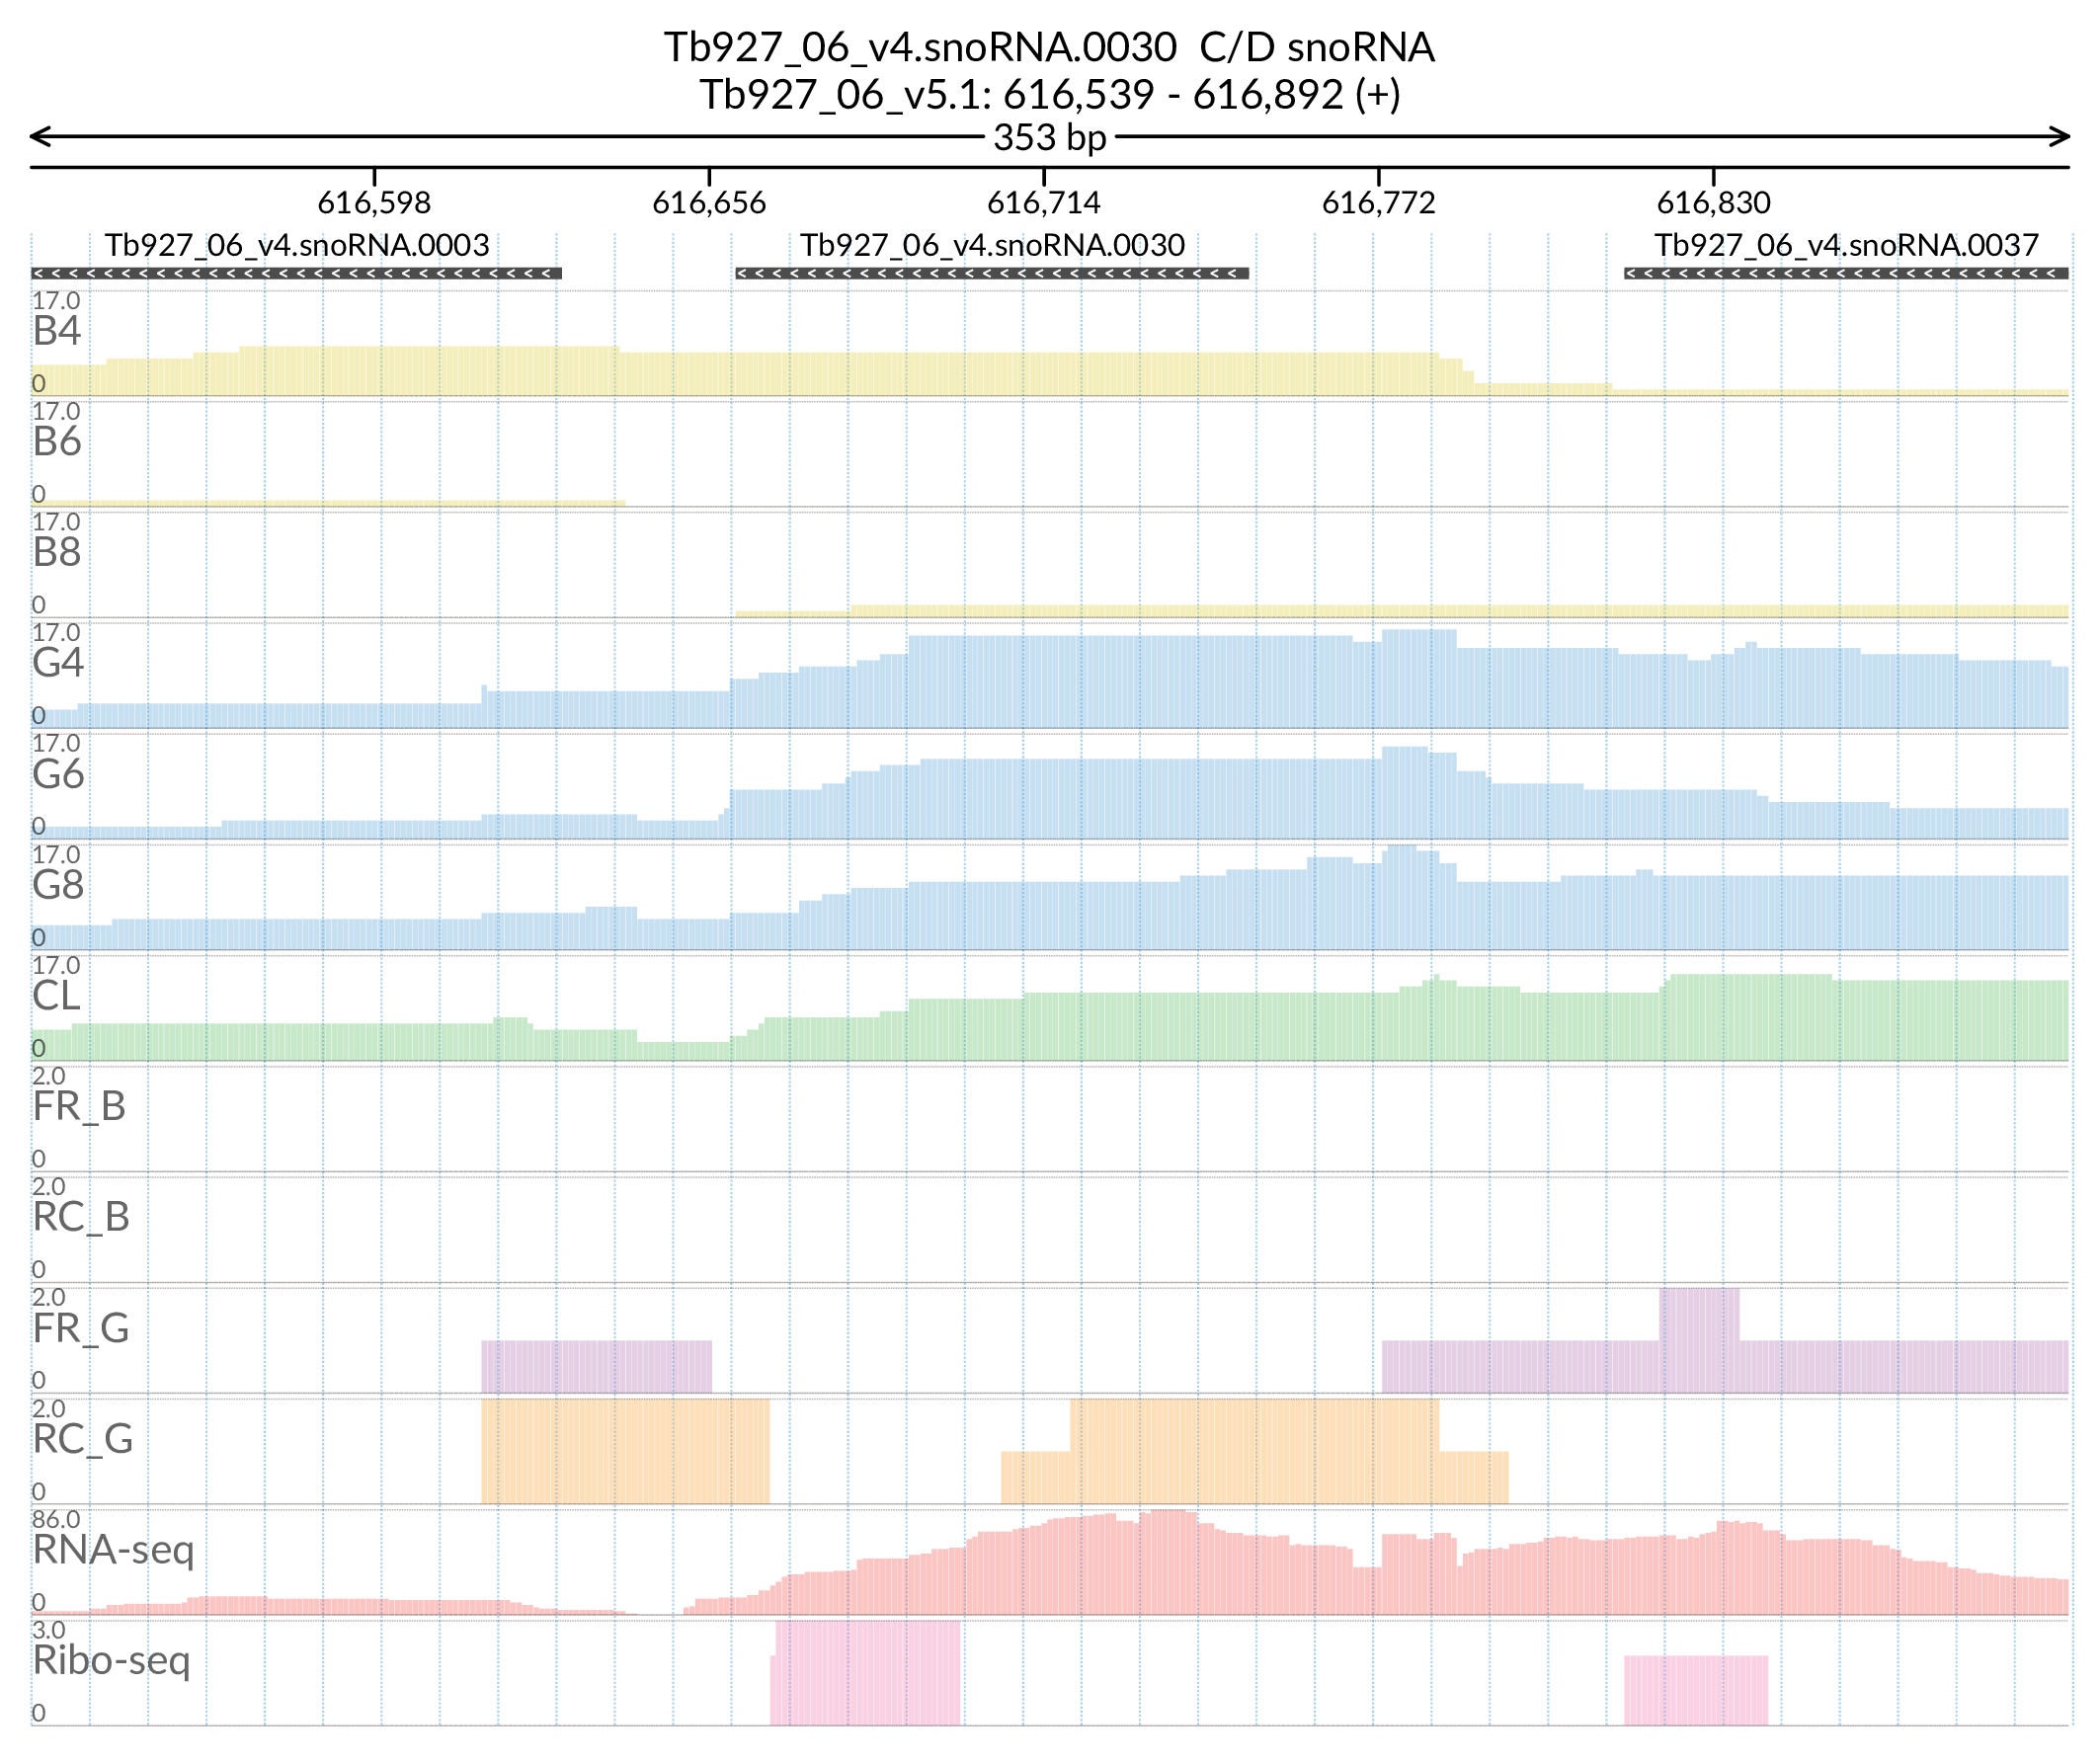 Tb927_06_v4.snoRNA.0030 C/D snoRNA
Tb927_06_v5.1: 616,539 - 616,892 (+)
353 bp
616,598 616,656 616,714 616,772 616,830
Tb927_06_v4.snoRNA.0003 Tb927_06_v4.snoRNA.0030 Tb927_06_v4.snoRNA.0037
17.0
B4
0
17.0
B6
0
17.0
B8
0
17.0
G4
0
17.0
G6
0
17.0
G8
0
17.0
CL
0
2.0
FR_B
0
2.0
RC_B
0
2.0
FR_G
0
2.0
RC_G
0
86.0
RNA-seq
0
3.0
Ribo-seq
0